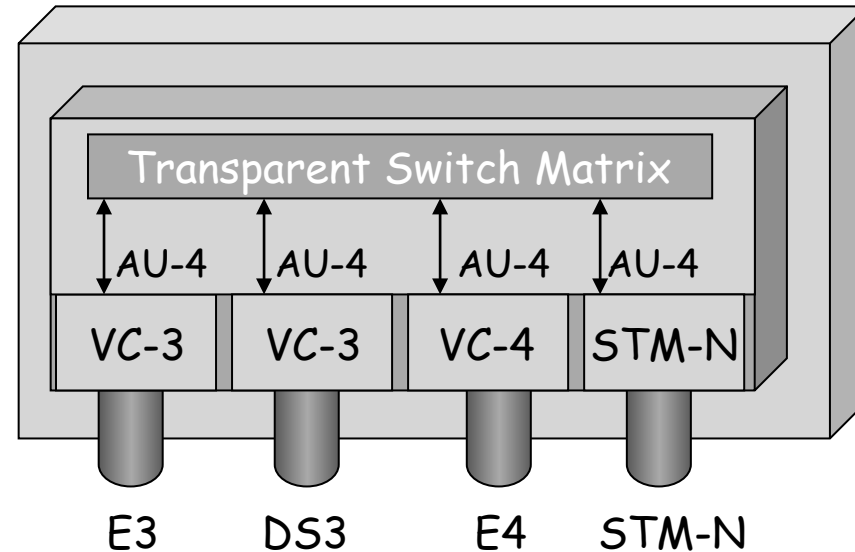 Transparent Switch Matrix
AU-4 AU-4 AU-4 AU-4
VC-3 VC-3 VC-4 STM-N
E3 DS3 E4 STM-N